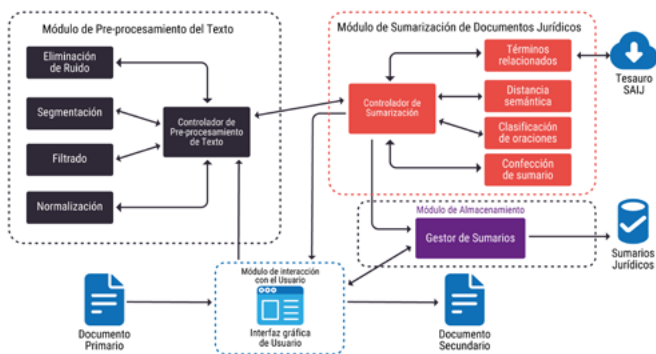 Módulo de Pre-procesamiento del Texto
Eliminación
de Ruido
Segmentación
Filtrado
Normalización
Controlador de
Pre-procesamiento
de Texto
Módulo de Sumarización de Documentos Jurídicos
Controlador de
Sumarización
Términos
relacionados
Distancia
semántica
Clasificación
de oraciones
Confección
de sumario
Tesauro
SAIJ
Módulo de Almacenamiento
Gestor de Sumarios
Sumarios
Jurídicos
Documento
Primario
Módulo de interacción
con el Usuario
Interfaz gráfica
de Usuario
Documento
Secundario